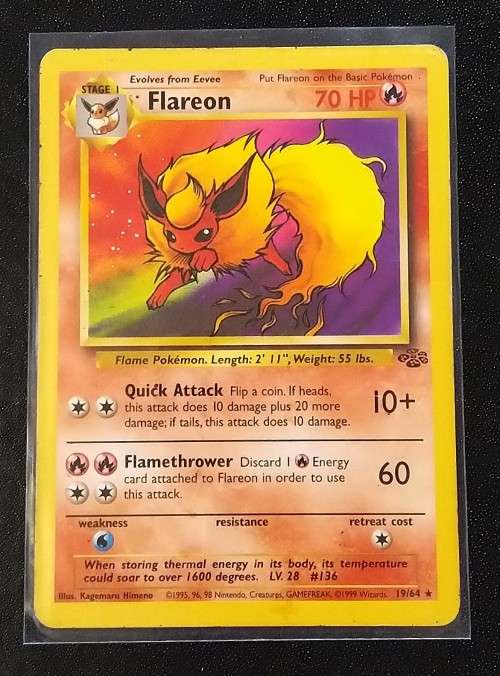 Evolves from Eevee Put Flareon on the Basic Pokémon
STAGE 1 Flareon 70 HP
Flame Pokémon. Length: 2' 11", Weight: 55 lbs.
Quick Attack Flip a coin. If heads,
this attack does 10 damage plus 20 more
damage; if tails, this attack does 10 damage.
10+
Flamethrower Discard 1 Energy
card attached to Flareon in order to use
this attack.
60
weakness resistance retreat cost
When storing thermal energy in its body, its temperature
could soar to over 1600 degrees. LV. 28 #136
Illus. Kagemaru Himeno ©1995, 96, 98 Nintendo, Creatures, GAMEFREAK. ©1999 Wizards. 19/64 ★